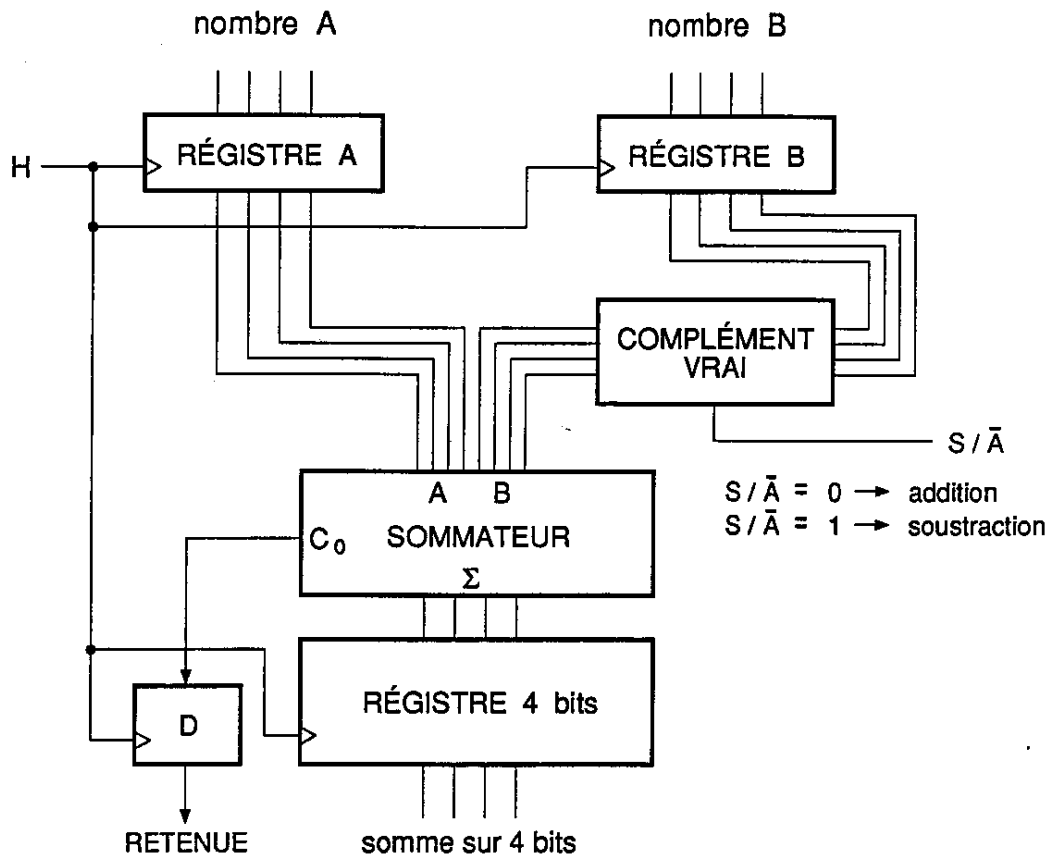 nombre A
nombre B
H
RÉGISTRE A
RÉGISTRE B
COMPLÉMENT
VRAI
S / Ā
S / Ā = 0 → addition
S / Ā = 1 → soustraction
A B
C₀ SOMMATEUR
Σ
D
RÉGISTRE 4 bits
RETENUE
somme sur 4 bits